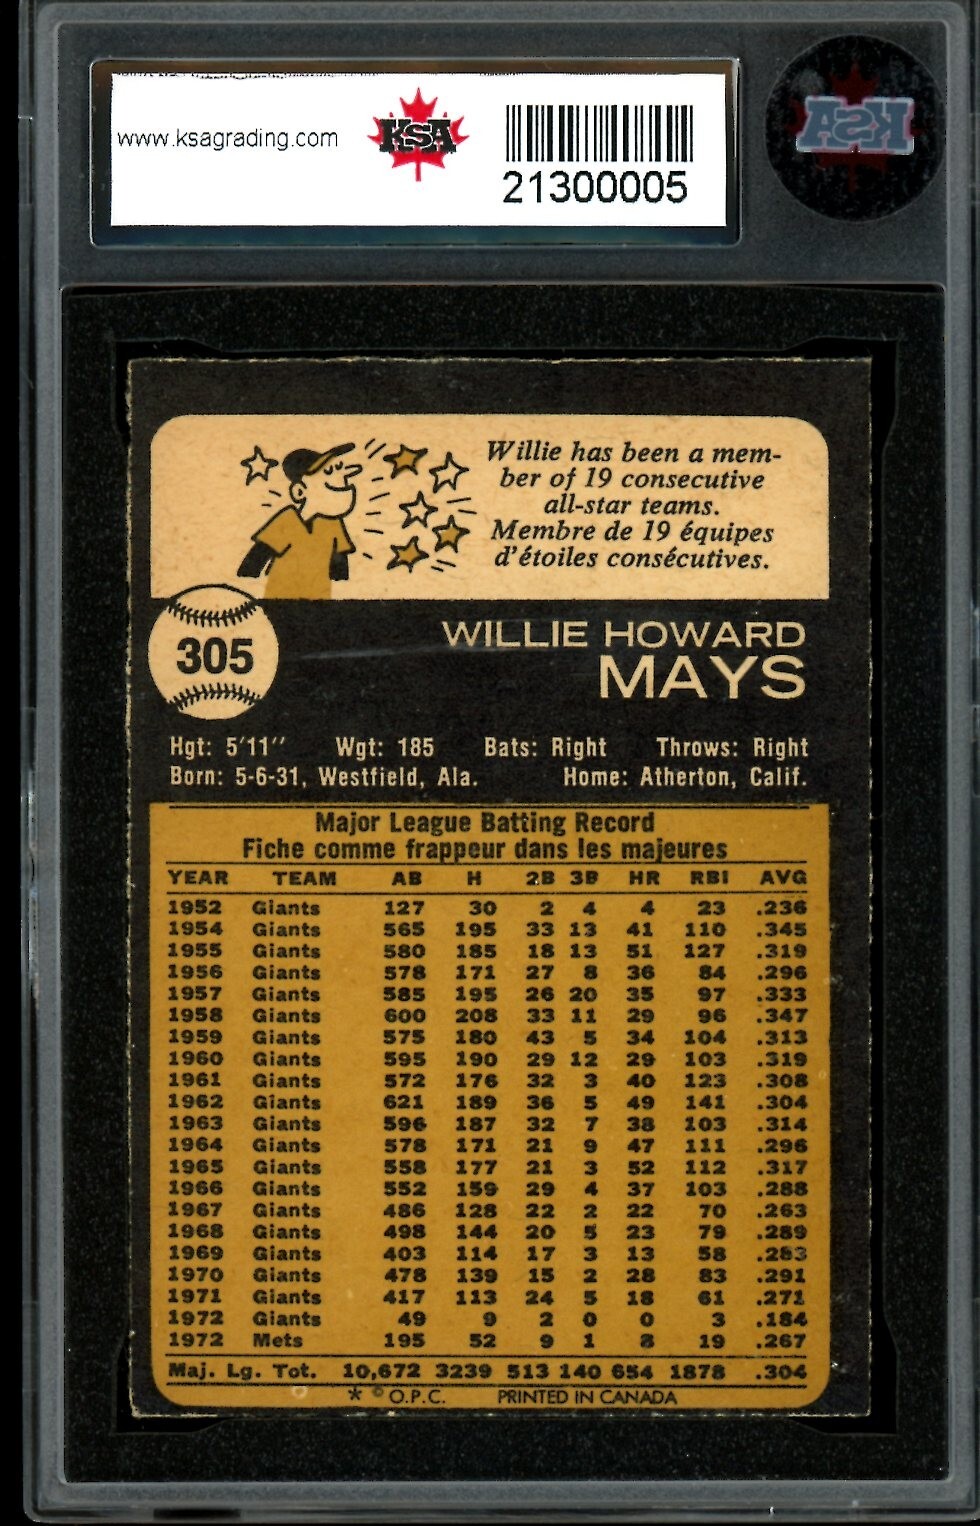 www.ksagrading.com
KSA
21300005
KSA
Willie has been a mem-
ber of 19 consecutive
all-star teams.
Membre de 19 équipes
d'étoiles consécutives.
305
WILLIE HOWARD
MAYS
Hgt: 5'11" Wgt: 185 Bats: Right Throws: Right
Born: 5-6-31, Westfield, Ala. Home: Atherton, Calif.
Major League Batting Record
Fiche comme frappeur dans les majeures
YEAR TEAM AB H 2B 3B HR RBI AVG
1952 Giants 127 30 2 4 4 23 .236
1954 Giants 565 195 33 13 41 110 .345
1955 Giants 580 185 18 13 51 127 .319
1956 Giants 578 171 27 8 36 84 .296
1957 Giants 585 195 26 20 35 97 .333
1958 Giants 600 208 33 11 29 96 .347
1959 Giants 575 180 43 5 34 104 .313
1960 Giants 595 190 29 12 29 103 .319
1961 Giants 572 176 32 3 40 123 .308
1962 Giants 621 189 36 5 49 141 .304
1963 Giants 596 187 32 7 38 103 .314
1964 Giants 578 171 21 9 47 111 .296
1965 Giants 558 177 21 3 52 112 .317
1966 Giants 552 159 29 4 37 103 .288
1967 Giants 486 128 22 2 22 70 .263
1968 Giants 498 144 20 5 23 79 .289
1969 Giants 403 114 17 3 13 58 .283
1970 Giants 478 139 15 2 28 83 .291
1971 Giants 417 113 24 5 18 61 .271
1972 Giants 49 9 2 0 0 3 .184
1972 Mets 195 52 9 1 8 19 .267
Maj. Lg. Tot. 10,672 3239 513 140 654 1878 .304
* © O.P.C. PRINTED IN CANADA